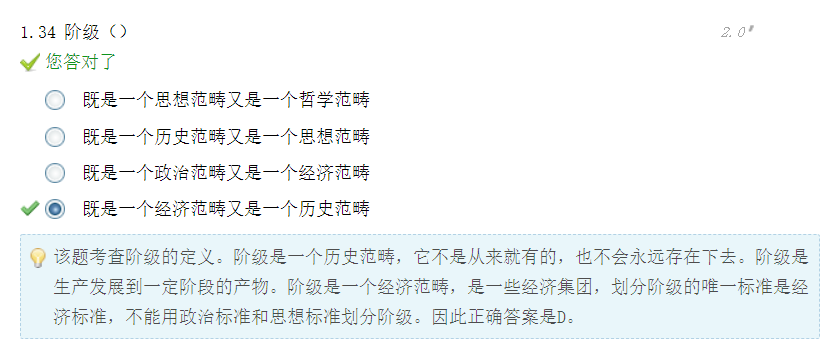 1.34 阶级（）
2.0
您答对了
既是一个思想范畴又是一个哲学范畴
既是一个历史范畴又是一个思想范畴
既是一个政治范畴又是一个经济范畴
既是一个经济范畴又是一个历史范畴
该题考查阶级的定义。阶级是一个历史范畴，它不是从来就有的，也不会永远存在下去。阶级是
生产发展到一定阶段的产物。阶级是一个经济范畴，是一些经济集团，划分阶级的唯一标准是经
济标准，不能用政治标准和思想标准划分阶级。因此正确答案是D。